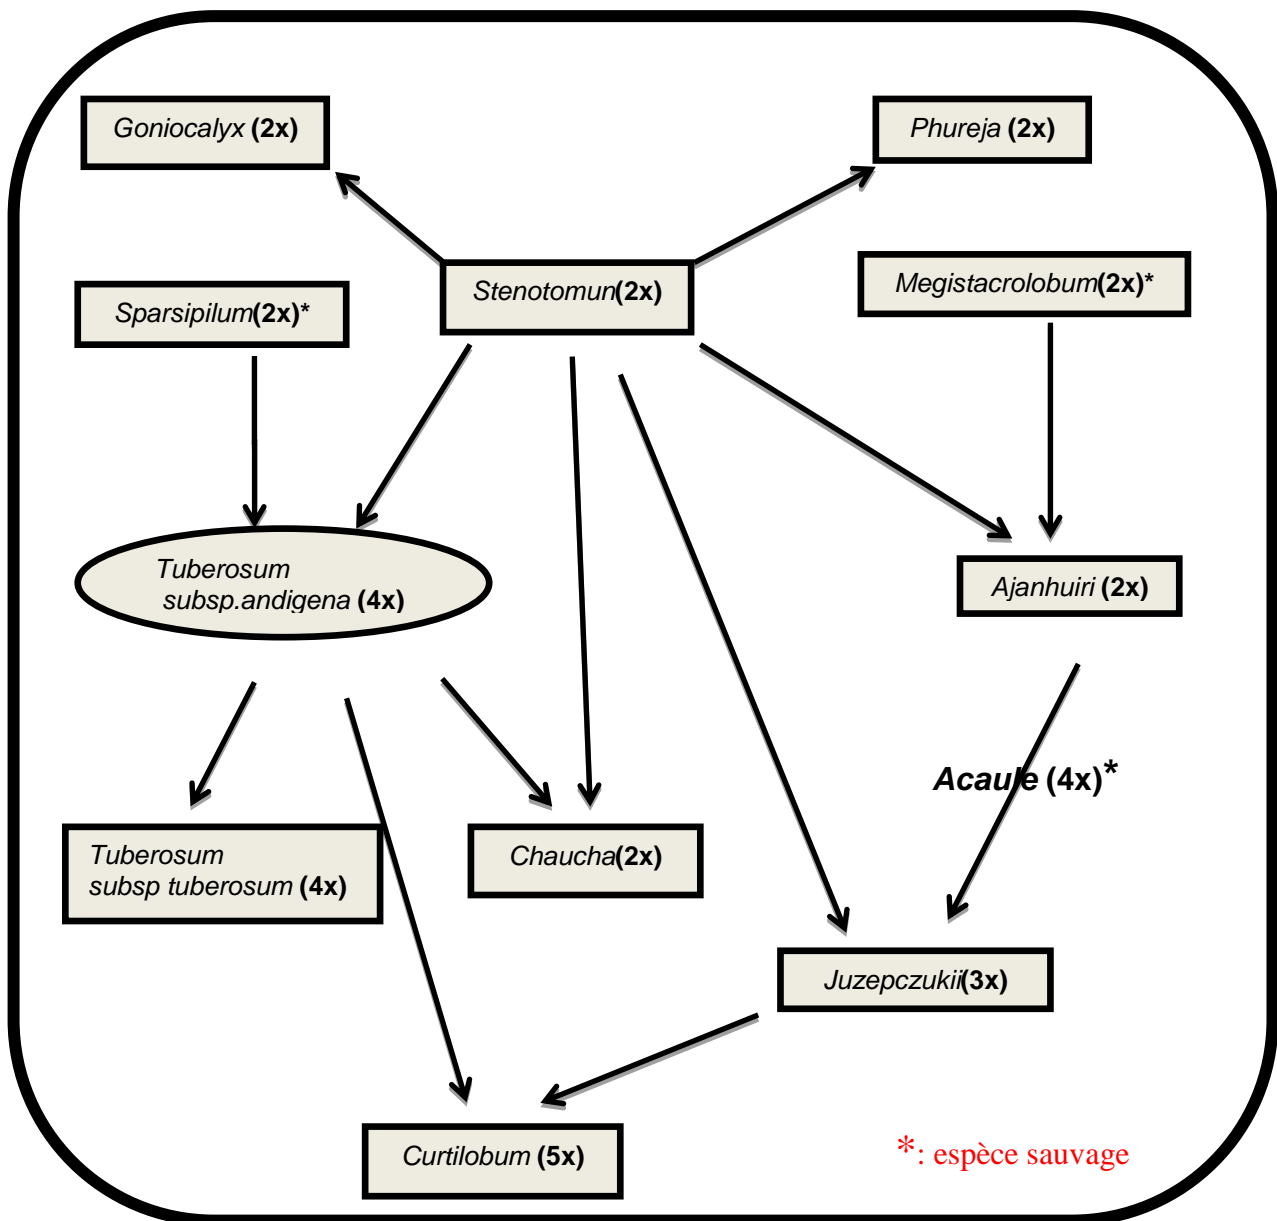 Goniocalyx (2x)
Phureja (2x)
Stenotomun(2x)
Megistacrolobum(2x)*
Sparsipilum(2x)*
Tuberosum
subsp.andigena (4x)
Ajanhuiri (2x)
Acaule (4x)*
Tuberosum
subsp tuberosum (4x)
Chaucha(2x)
Juzepczukii(3x)
Curtilobum (5x)
*: espèce sauvage